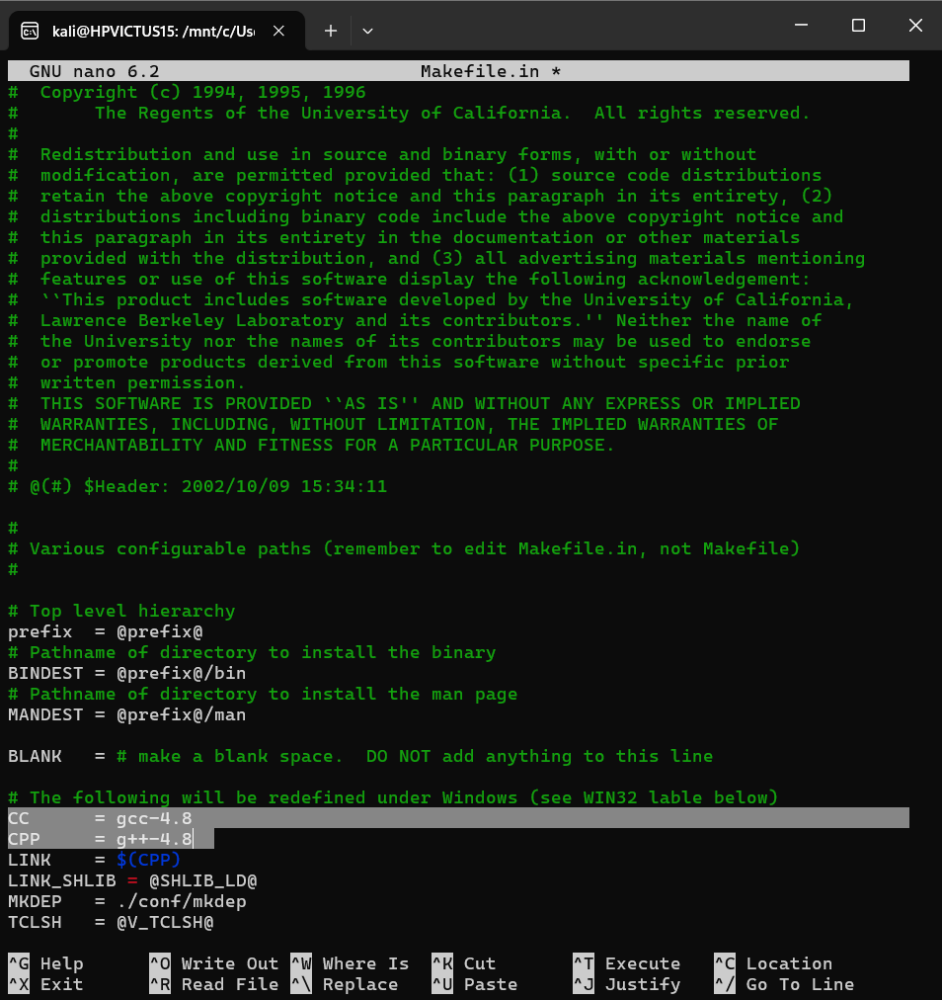 kali@HPVICTUS15: /mnt/c/Us
GNU nano 6.2 Makefile.in *
#  Copyright (c) 1994, 1995, 1996
#       The Regents of the University of California.  All rights reserved.
#
#  Redistribution and use in source and binary forms, with or without
#  modification, are permitted provided that: (1) source code distributions
#  retain the above copyright notice and this paragraph in its entirety, (2)
#  distributions including binary code include the above copyright notice and
#  this paragraph in its entirety in the documentation or other materials
#  provided with the distribution, and (3) all advertising materials mentioning
#  features or use of this software display the following acknowledgement:
#  ``This product includes software developed by the University of California,
#  Lawrence Berkeley Laboratory and its contributors.'' Neither the name of
#  the University nor the names of its contributors may be used to endorse
#  or promote products derived from this software without specific prior
#  written permission.
#  THIS SOFTWARE IS PROVIDED ``AS IS'' AND WITHOUT ANY EXPRESS OR IMPLIED
#  WARRANTIES, INCLUDING, WITHOUT LIMITATION, THE IMPLIED WARRANTIES OF
#  MERCHANTABILITY AND FITNESS FOR A PARTICULAR PURPOSE.
#
# @(#) $Header: 2002/10/09 15:34:11
#
# Various configurable paths (remember to edit Makefile.in, not Makefile)
#
# Top level hierarchy
prefix  = @prefix@
# Pathname of directory to install the binary
BINDEST = @prefix@/bin
# Pathname of directory to install the man page
MANDEST = @prefix@/man
BLANK   = # make a blank space.  DO NOT add anything to this line
# The following will be redefined under Windows (see WIN32 lable below)
CC      = gcc-4.8
CPP     = g++-4.8
LINK    = $(CPP)
LINK_SHLIB = @SHLIB_LD@
MKDEP   = ./conf/mkdep
TCLSH   = @V_TCLSH@
^G Help ^O Write Out ^W Where Is ^K Cut ^T Execute ^C Location
^X Exit ^R Read File ^\ Replace ^U Paste ^J Justify ^/ Go To Line